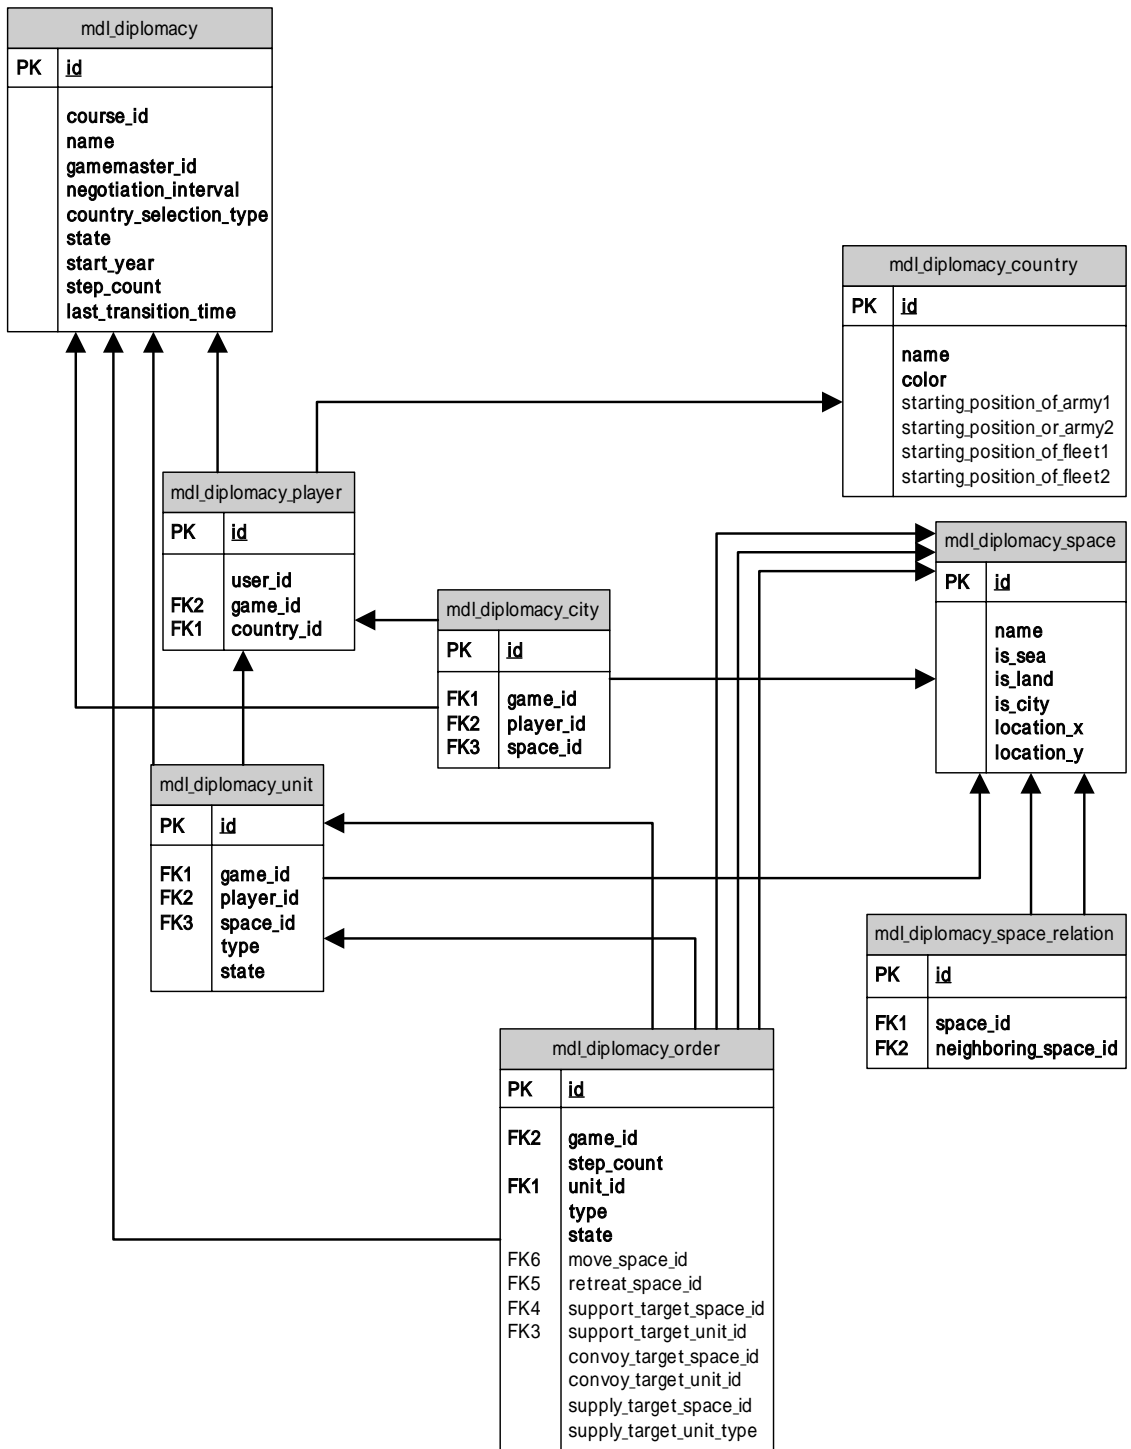 mdl_diplomacy
PK id
course_id
name
gamemaster_id
negotiation_interval
country_selection_type
state
start_year
step_count
last_transition_time
mdl_diplomacy_country
PK id
name
color
starting_position_of_army1
starting_position_or_army2
starting_position_of_fleet1
starting_position_of_fleet2
mdl_diplomacy_player
PK id
user_id
FK2 game_id
FK1 country_id
mdl_diplomacy_space
PK id
name
is_sea
is_land
is_city
location_x
location_y
mdl_diplomacy_city
PK id
FK1 game_id
FK2 player_id
FK3 space_id
mdl_diplomacy_unit
PK id
FK1 game_id
FK2 player_id
FK3 space_id
type
state
mdl_diplomacy_space_relation
PK id
FK1 space_id
FK2 neighboring_space_id
mdl_diplomacy_order
PK id
FK2 game_id
step_count
FK1 unit_id
type
state
FK6 move_space_id
FK5 retreat_space_id
FK4 support_target_space_id
FK3 support_target_unit_id
convoy_target_space_id
convoy_target_unit_id
supply_target_space_id
supply_target_unit_type